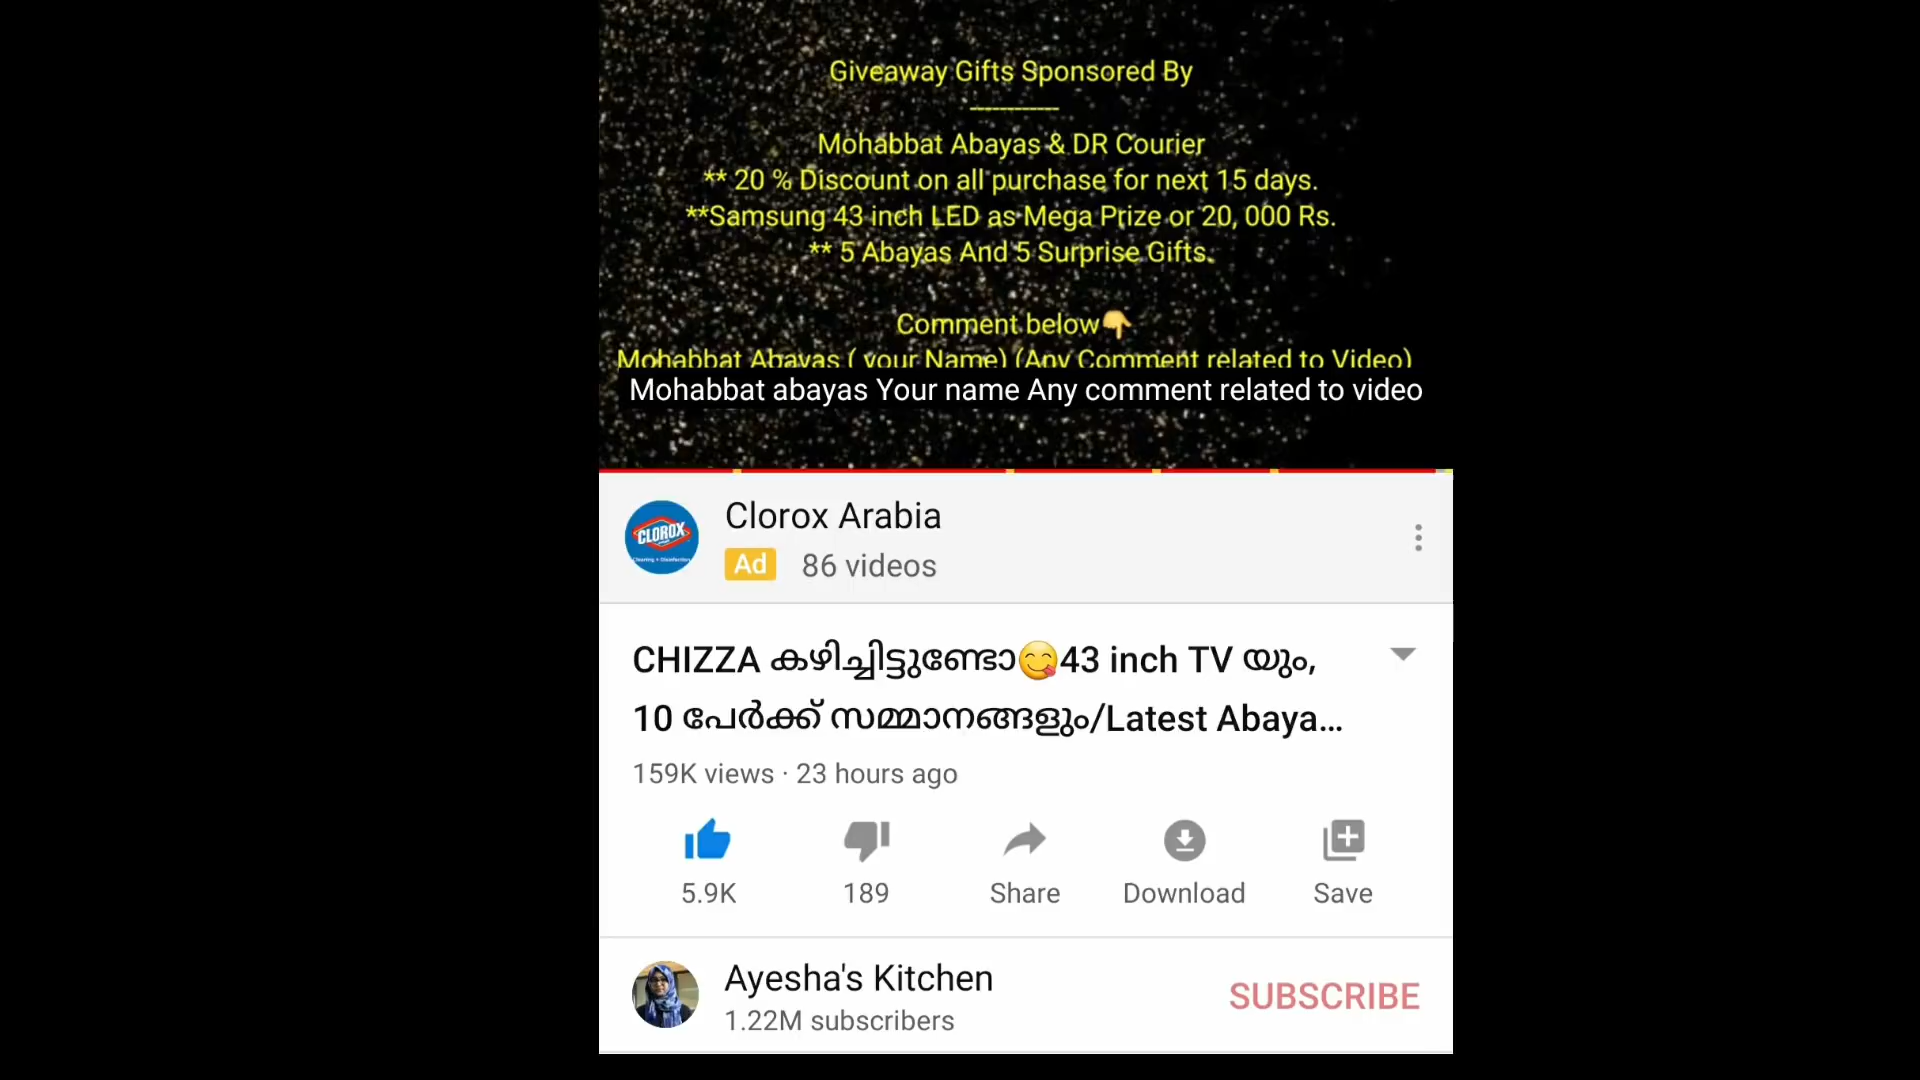 Giveaway Gifts Sponsored By
------------
Mohabbat Abayas & DR Courier
** 20 % Discount on all purchase for next 15 days.
**Samsung 43 inch LED as Mega Prize or 20, 000 Rs.
** 5 Abayas And 5 Surprise Gifts.
Comment below👇
Mohabbat Abayas ( your Name) (Any Comment related to Video)
Mohabbat abayas Your name Any comment related to video
CLOROX
Clorox Arabia
Ad 86 videos
CHIZZA കഴിച്ചിട്ടുണ്ടോ😋43 inch TV യും,
10 പേർക്ക് സമ്മാനങ്ങളും/Latest Abaya...
159K views · 23 hours ago
5.9K 189 Share Download Save
Ayesha's Kitchen
SUBSCRIBE
1.22M subscribers